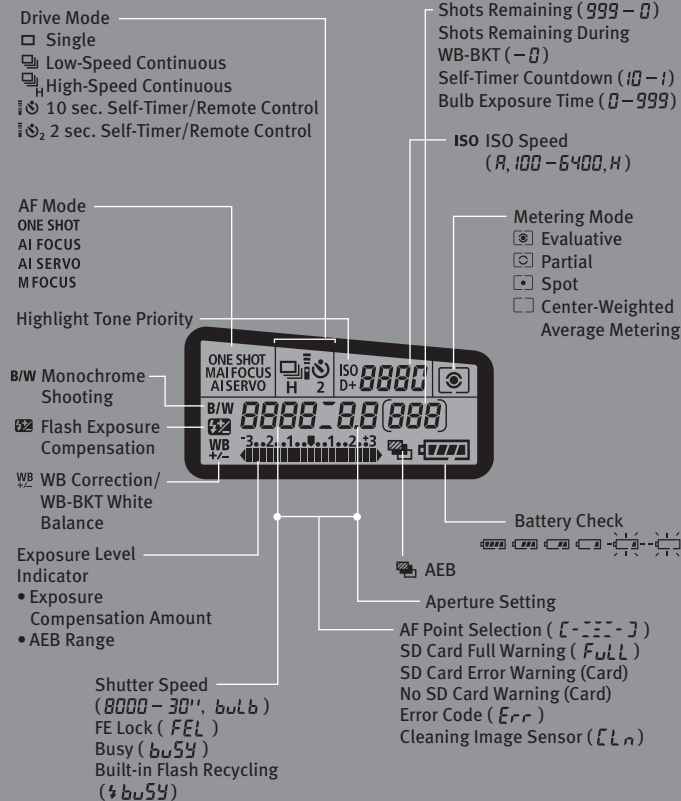 Drive Mode
Single
Low-Speed Continuous
H High-Speed Continuous
10 sec. Self-Timer/Remote Control
2 2 sec. Self-Timer/Remote Control
Shots Remaining (999 – 0)
Shots Remaining During
WB-BKT (– 0)
Self-Timer Countdown (10 – 1)
Bulb Exposure Time (0 – 999)
ISO ISO Speed
(A, 100 – 6400, H)
AF Mode
ONE SHOT
AI FOCUS
AI SERVO
M FOCUS
Metering Mode
Evaluative
Partial
Spot
Center-Weighted
Average Metering
Highlight Tone Priority
B/W Monochrome
Shooting
Flash Exposure
Compensation
WB +/- WB Correction/
WB-BKT White
Balance
Exposure Level
Indicator
• Exposure
Compensation Amount
• AEB Range
ONE SHOT
MAI FOCUS
AI SERVO
H 2
ISO
D+ 8888
B/W 8888 - 8.8 (888)
WB +/-
-3..2..1..0..1..2..+3
Battery Check
AEB
Aperture Setting
AF Point Selection ( [- --- -] )
SD Card Full Warning ( FuLL )
SD Card Error Warning (Card)
No SD Card Warning (Card)
Error Code ( Err )
Cleaning Image Sensor ( CLn )
Shutter Speed
(8000 – 30", buLb )
FE Lock ( FEL )
Busy ( buSY )
Built-in Flash Recycling
( buSY )